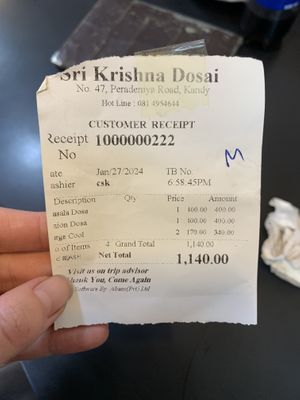 Sri Krishna Dosai
No. 47, Peradeniya Road, Kandy
Hot Line : 081 4954644
CUSTOMER RECEIPT
Receipt 1000000222
No
ate Jan/27/2024 TB No.
ashier csk 6:58:45PM
Description Qty Price Amount
asala Dosa 1 400.00 400.00
nion Dosa 1 400.00 400.00
arge Cool 2 170.00 340.00
o of Items 4 Grand Total 1,140.00
Net Total 1,140.00
Visit us on trip advisor
Thank You, Come Again
Software By
M